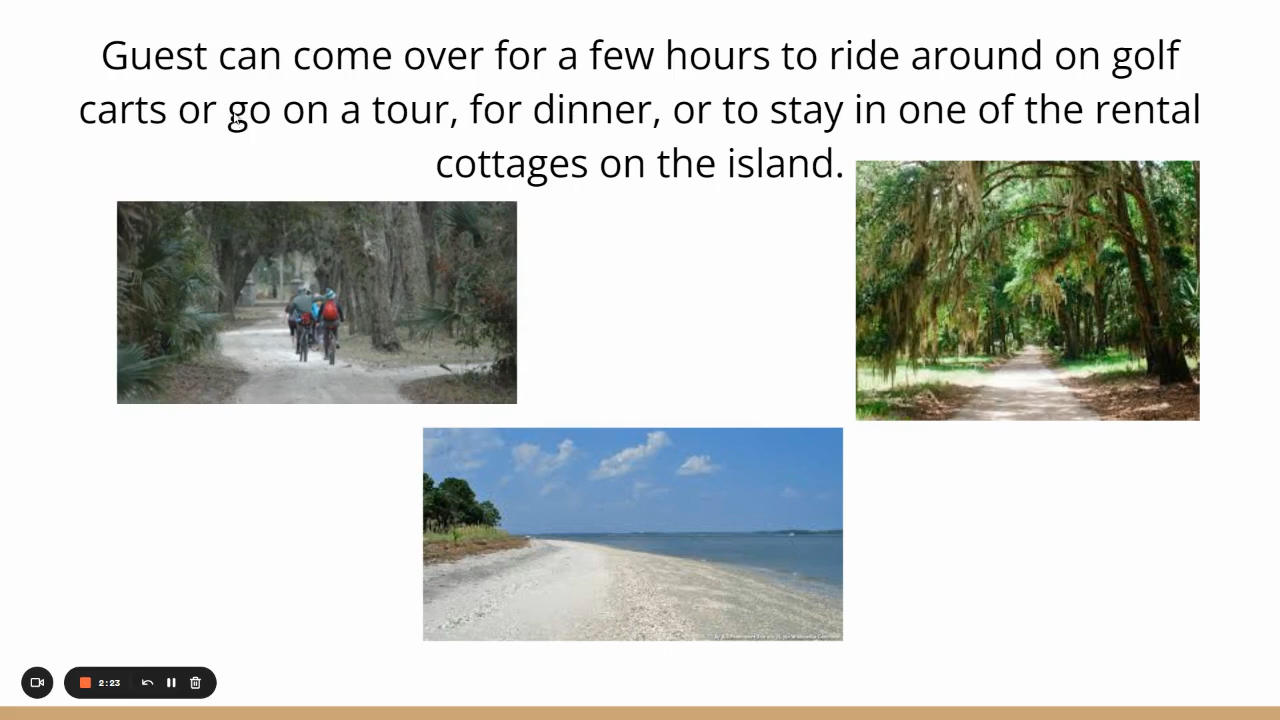 Guest can come over for a few hours to ride around on golf
carts or go on a tour, for dinner, or to stay in one of the rental
cottages on the island.
2:23